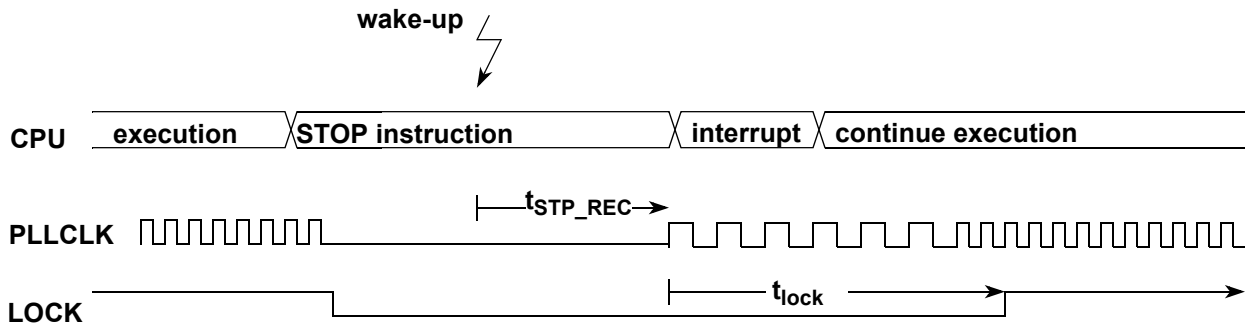 wake-up
CPU execution STOP instruction interrupt continue execution
tSTP_REC
PLLCLK
tlock
LOCK